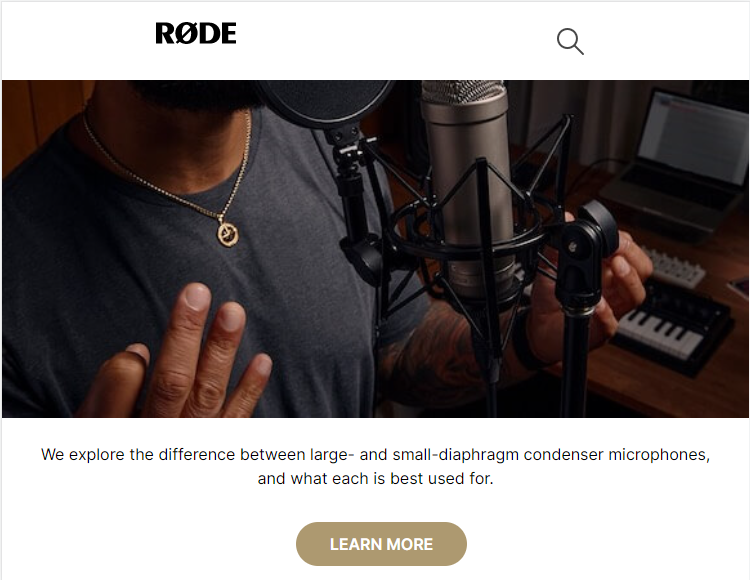 RØDE
We explore the difference between large- and small-diaphragm condenser microphones,
and what each is best used for.
LEARN MORE